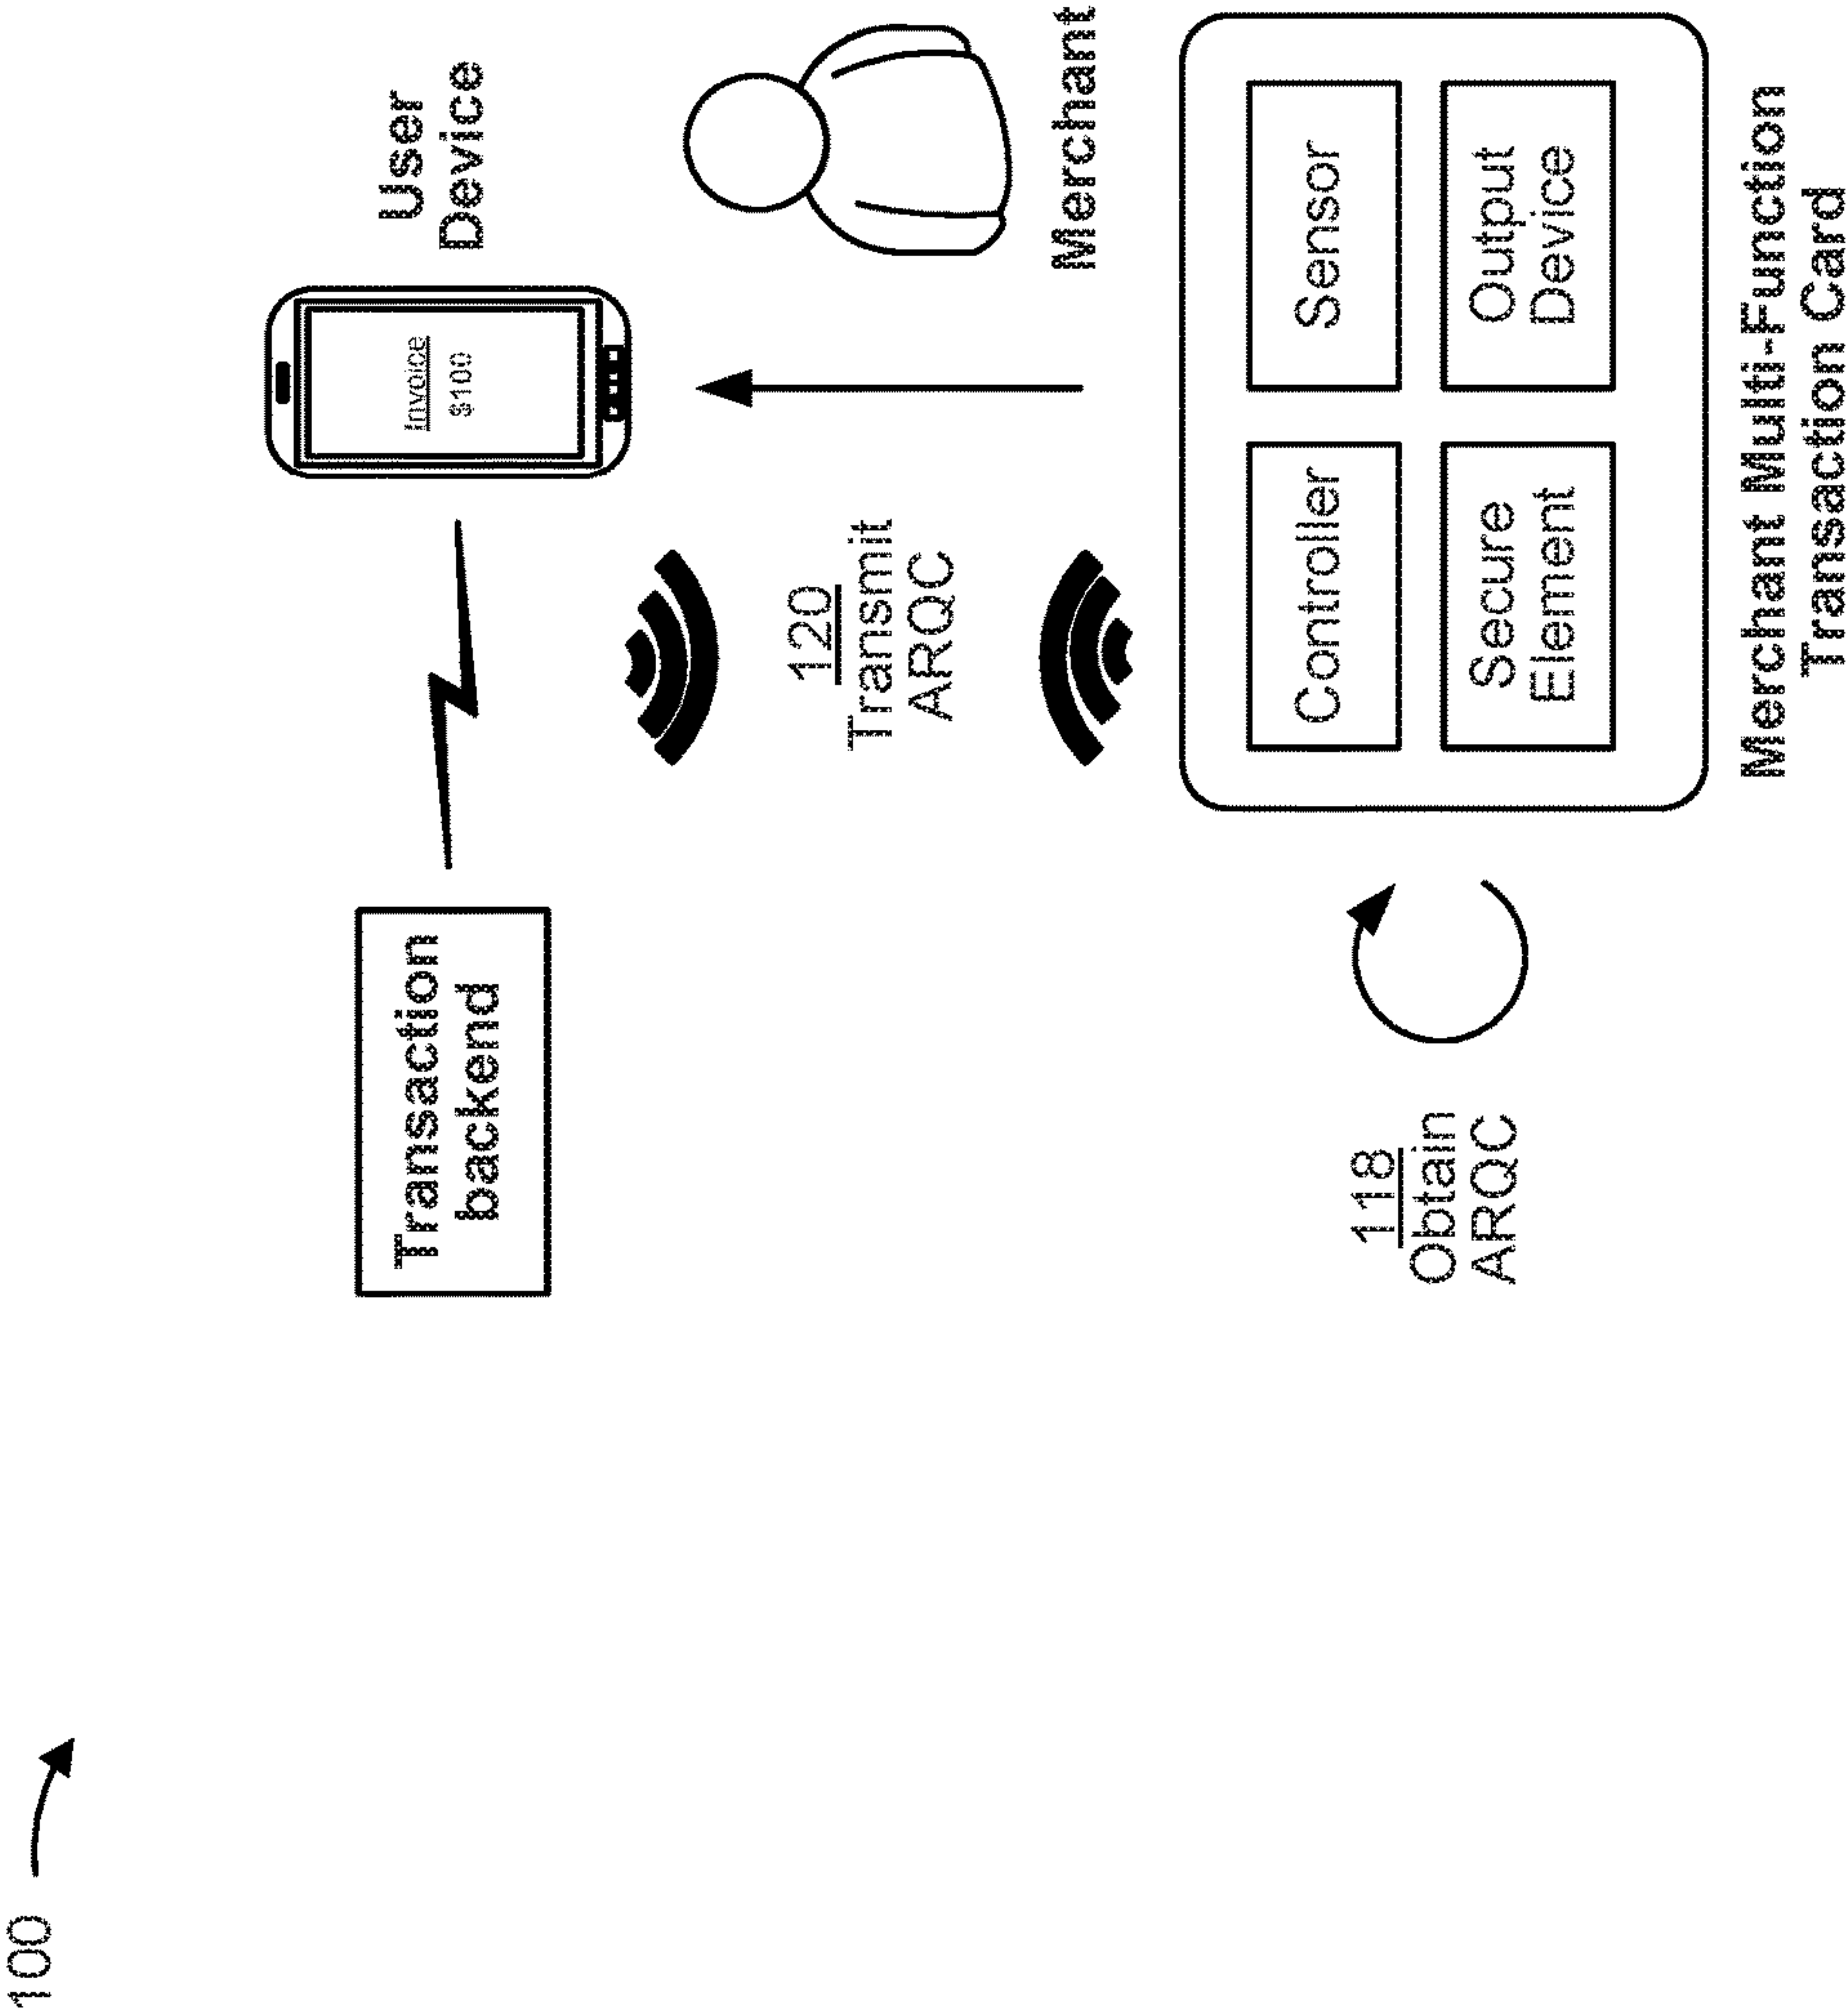 100
Transaction
backend
Invoice
$100
User
Device
120
Transmit
ARQC
Merchant
118
Obtain
ARQC
Controller
Sensor
Secure
Element
Output
Device
Merchant Multi-Function
Transaction Card